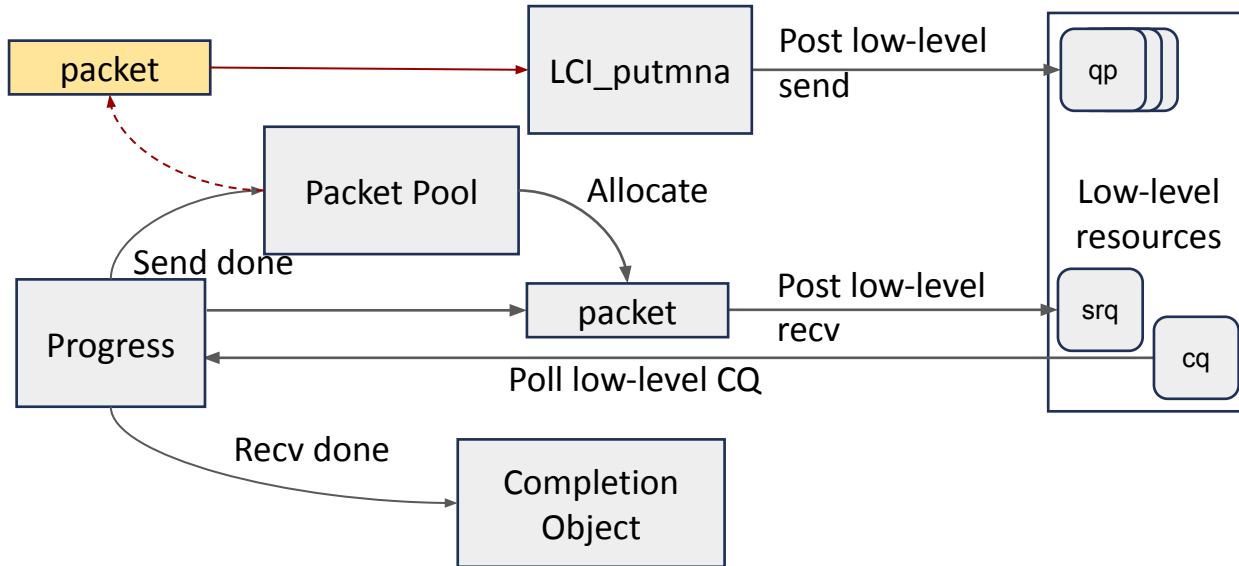 packet
LCI_putmna
Post low-level
send
qp
Packet Pool
Allocate
Low-level
resources
Send done
Progress
packet
Post low-level
recv
srq
cq
Poll low-level CQ
Recv done
Completion
Object